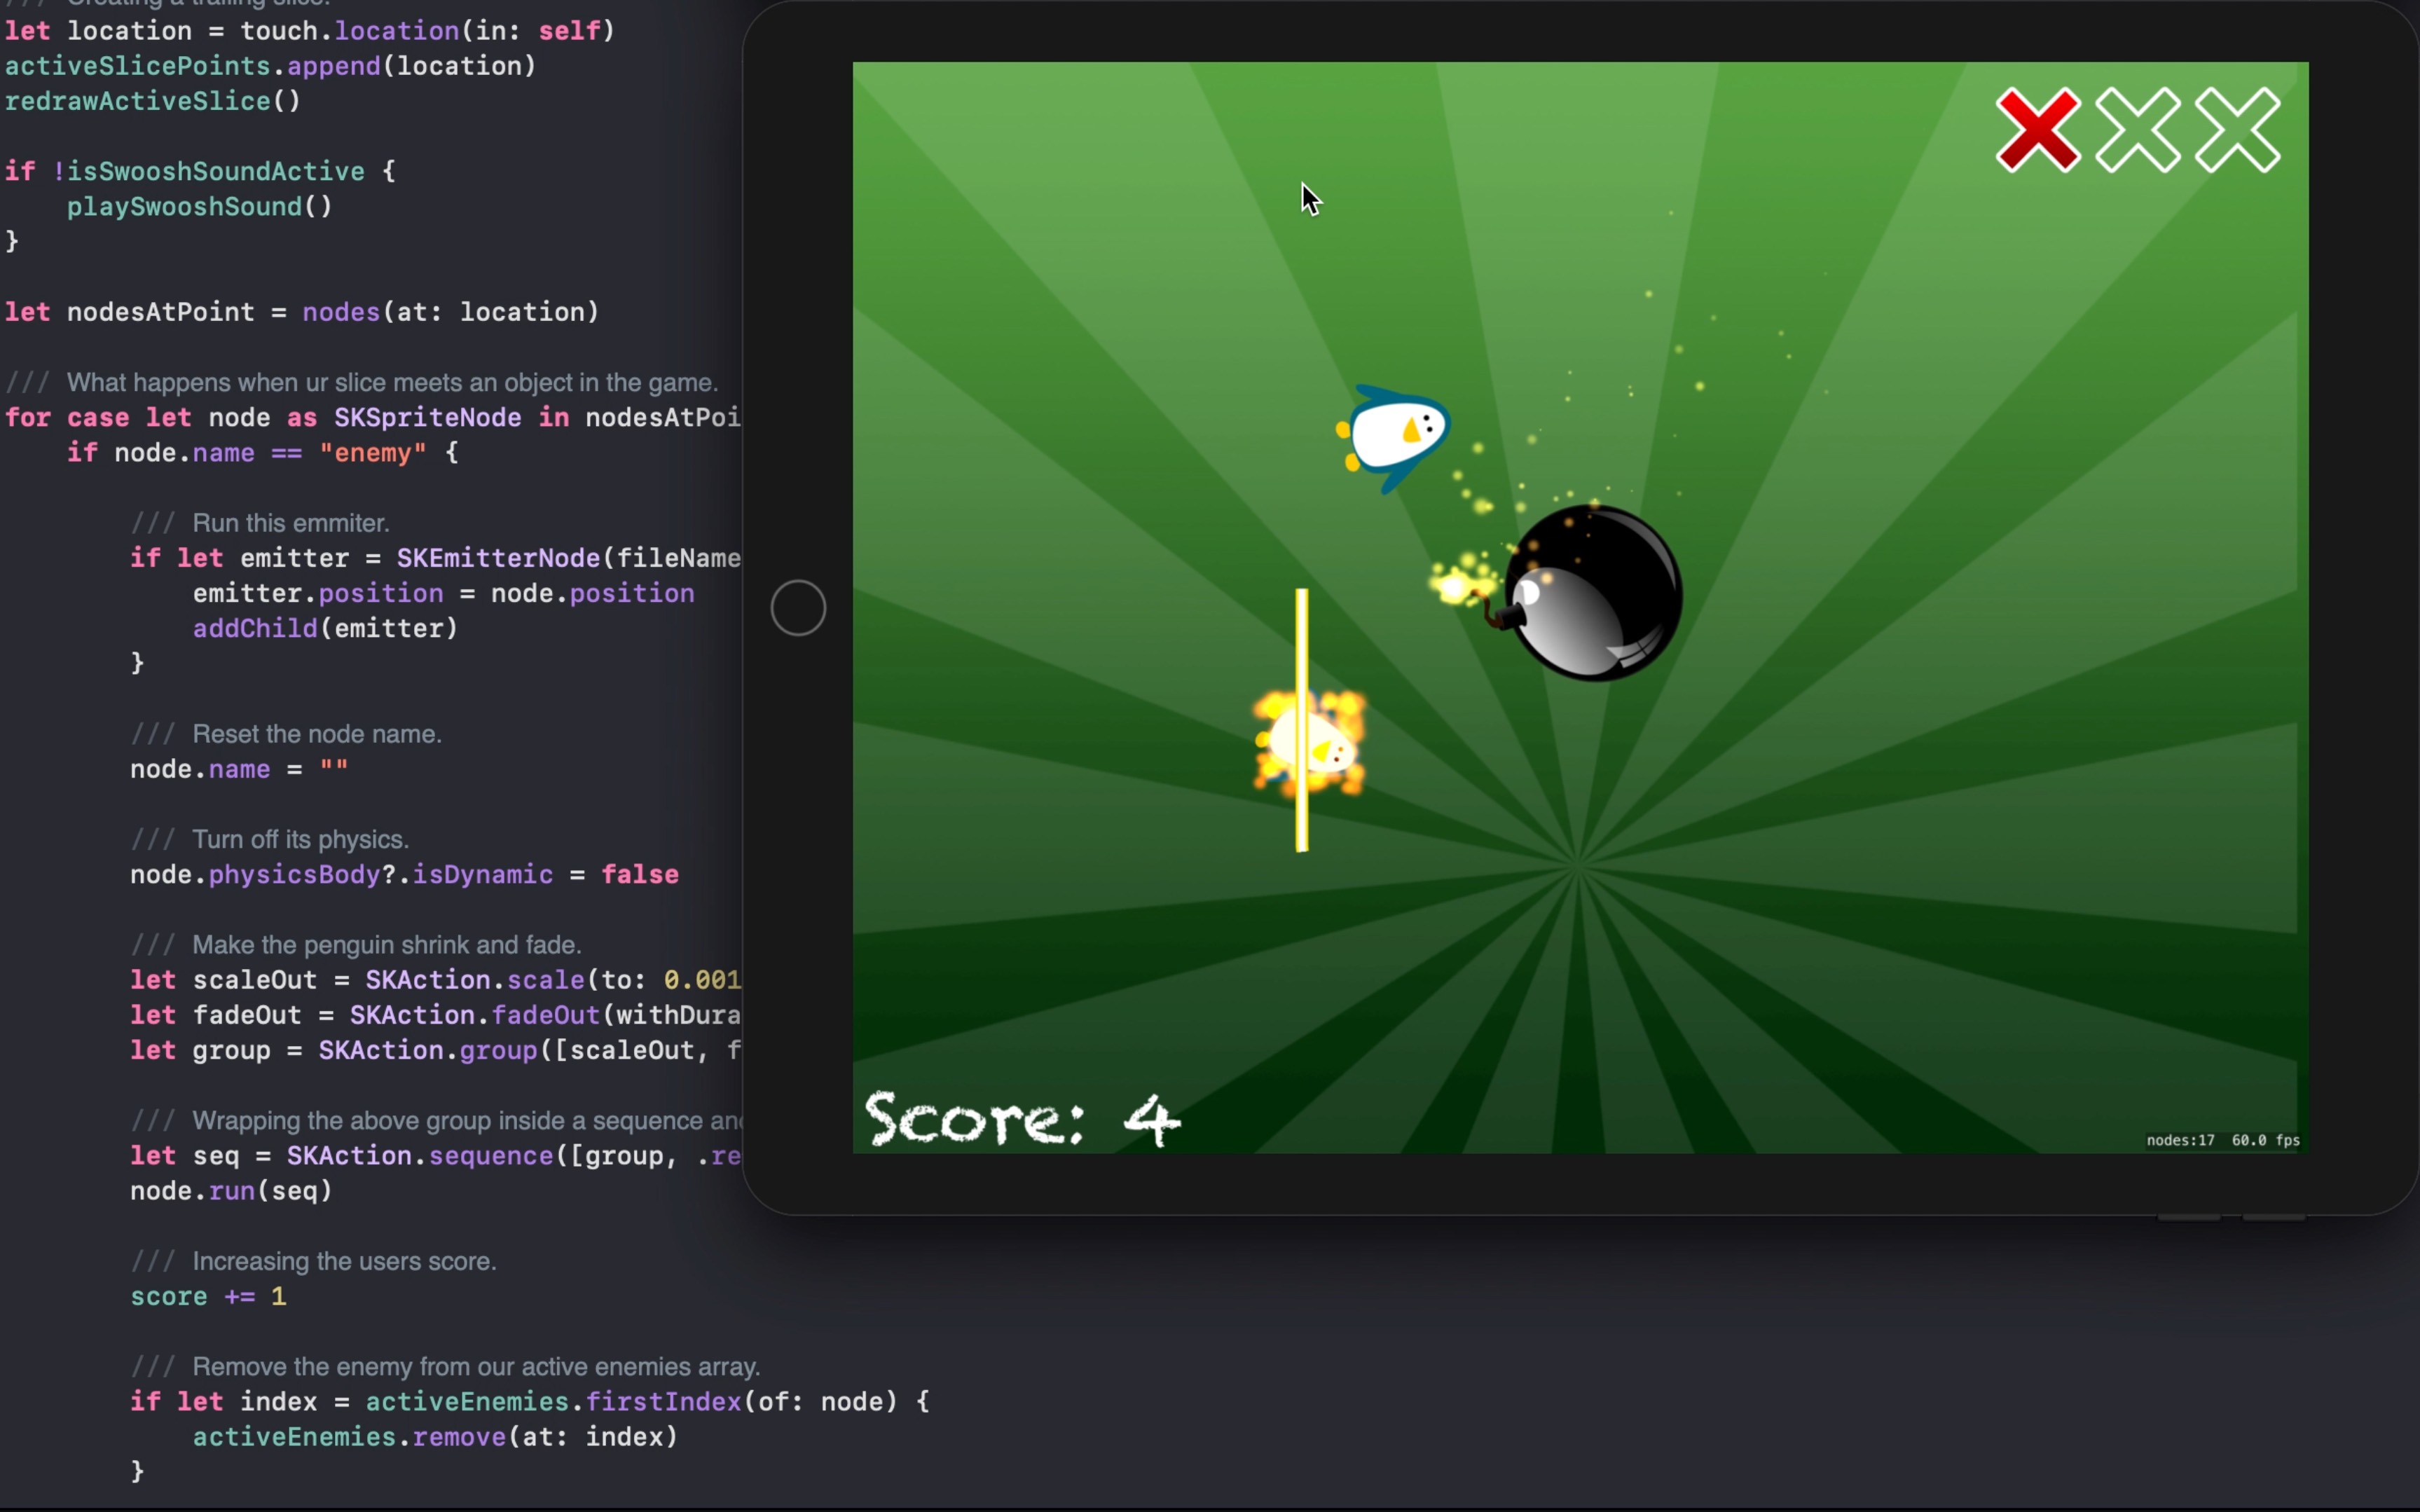 /// Creating a trailing slice.
let location = touch.location(in: self)
activeSlicePoints.append(location)
redrawActiveSlice()
if !isSwooshSoundActive {
playSwooshSound()
}
let nodesAtPoint = nodes(at: location)
/// What happens when ur slice meets an object in the game.
for case let node as SKSpriteNode in nodesAtPoi
if node.name == "enemy" {
/// Run this emmiter.
if let emitter = SKEmitterNode(fileName
emitter.position = node.position
addChild(emitter)
}
/// Reset the node name.
node.name = ""
/// Turn off its physics.
node.physicsBody?.isDynamic = false
/// Make the penguin shrink and fade.
let scaleOut = SKAction.scale(to: 0.001
let fadeOut = SKAction.fadeOut(withDura
let group = SKAction.group([scaleOut, f
/// Wrapping the above group inside a sequence and
let seq = SKAction.sequence([group, .re
node.run(seq)
/// Increasing the users score.
score += 1
/// Remove the enemy from our active enemies array.
if let index = activeEnemies.firstIndex(of: node) {
activeEnemies.remove(at: index)
}
Score: 4
nodes:17 60.0 fps